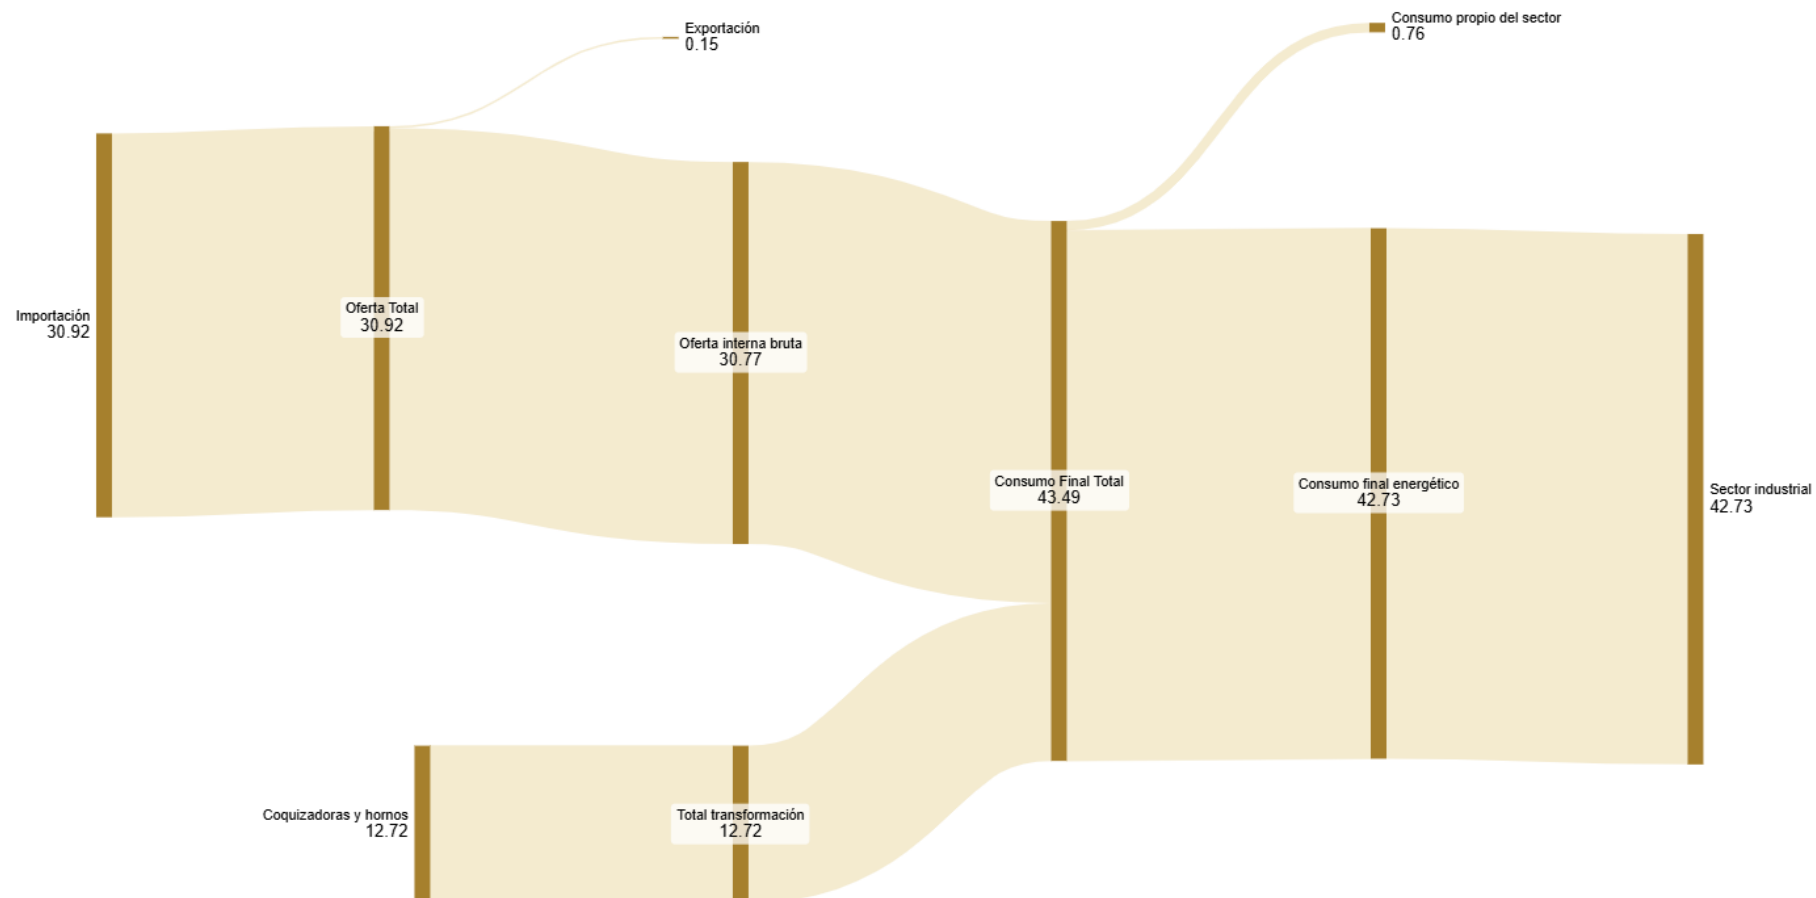 Exportación
0.15
Consumo propio del sector
0.76
Importación
30.92
Oferta Total
30.92
Oferta interna bruta
30.77
Consumo Final Total
43.49
Consumo final energético
42.73
Sector industrial
42.73
Coquizadoras y hornos
12.72
Total transformación
12.72